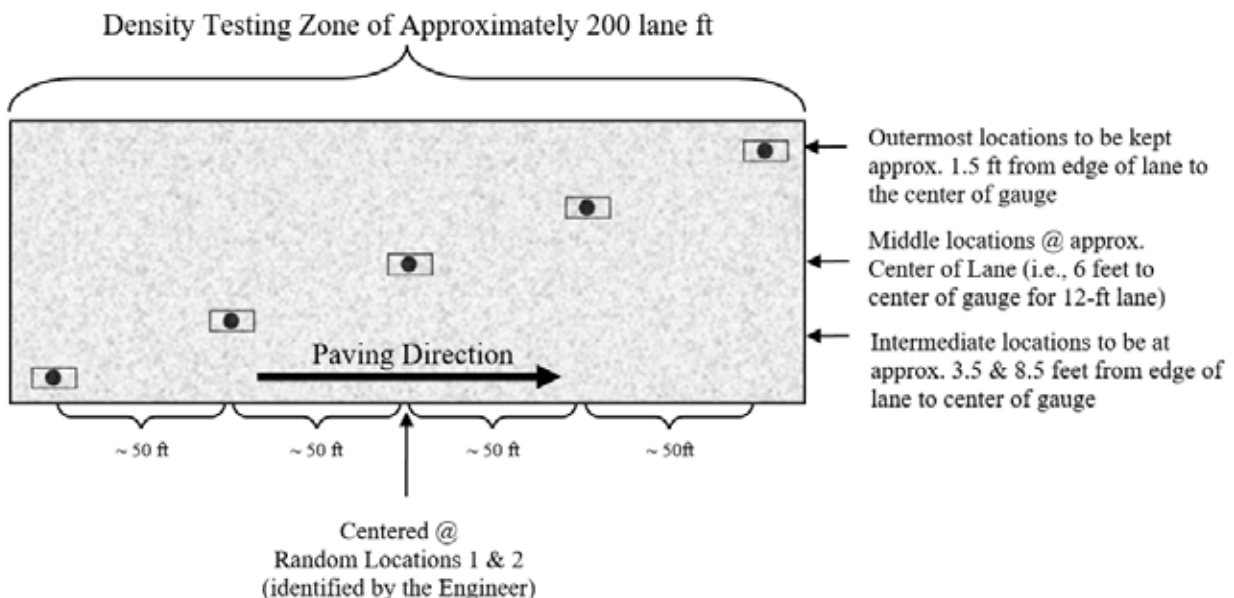 Density Testing Zone of Approximately 200 lane ft
Outermost locations to be kept
approx. 1.5 ft from edge of lane to
the center of gauge
Middle locations @ approx.
Center of Lane (i.e., 6 feet to
center of gauge for 12-ft lane)
Paving Direction
Intermediate locations to be at
approx. 3.5 & 8.5 feet from edge of
lane to center of gauge
~ 50 ft
~ 50 ft
~ 50 ft
~ 50ft
Centered @
Random Locations 1 & 2
(identified by the Engineer)